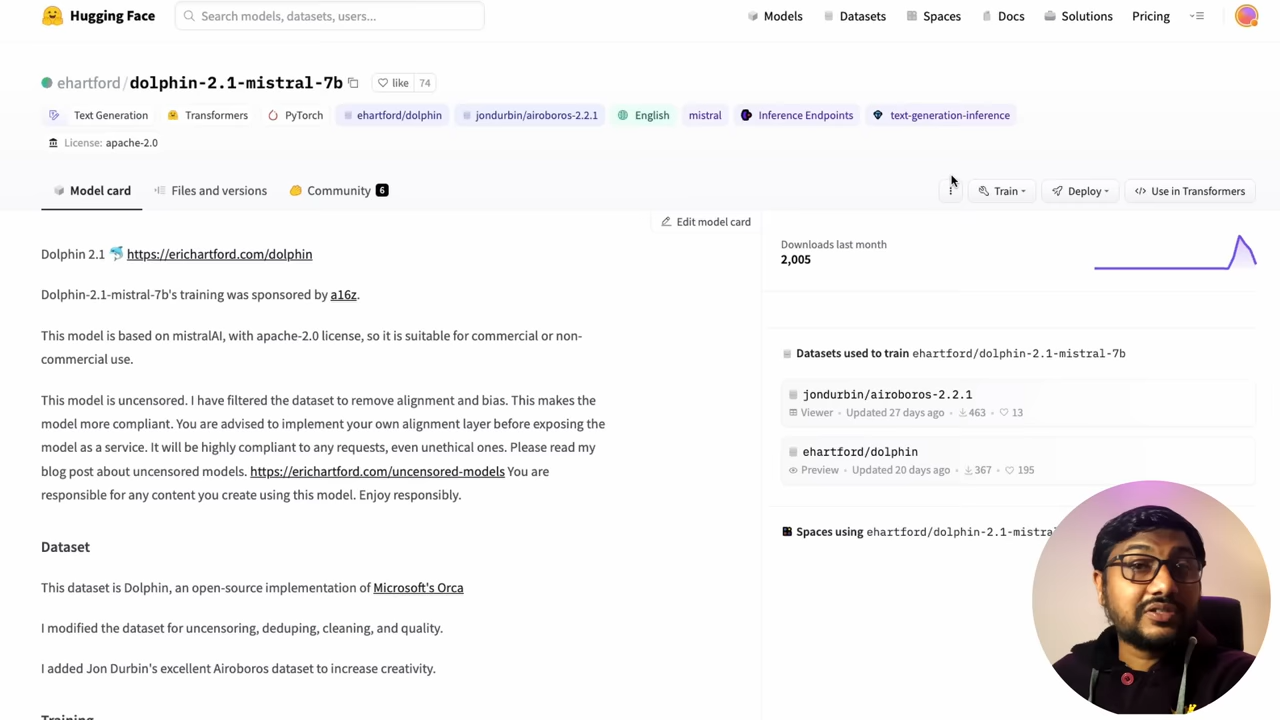 Hugging Face
Search models, datasets, users...
Models
Datasets
Spaces
Docs
Solutions
Pricing
ehartford/dolphin-2.1-mistral-7b
like 74
Text Generation
Transformers
PyTorch
ehartford/dolphin
jondurbin/airoboros-2.2.1
English
mistral
Inference Endpoints
text-generation-inference
License: apache-2.0
Model card
Files and versions
Community 6
Train
Deploy
Use in Transformers
Edit model card
Dolphin 2.1 🐬 https://erichartford.com/dolphin
Dolphin-2.1-mistral-7b's training was sponsored by a16z.
This model is based on mistralAI, with apache-2.0 license, so it is suitable for commercial or non-
commercial use.
This model is uncensored. I have filtered the dataset to remove alignment and bias. This makes the
model more compliant. You are advised to implement your own alignment layer before exposing the
model as a service. It will be highly compliant to any requests, even unethical ones. Please read my
blog post about uncensored models. https://erichartford.com/uncensored-models You are
responsible for any content you create using this model. Enjoy responsibly.
Dataset
This dataset is Dolphin, an open-source implementation of Microsoft's Orca
I modified the dataset for uncensoring, deduping, cleaning, and quality.
I added Jon Durbin's excellent Airoboros dataset to increase creativity.
Training
Downloads last month
2,005
Datasets used to train ehartford/dolphin-2.1-mistral-7b
jondurbin/airoboros-2.2.1
Viewer • Updated 27 days ago • 463 • 13
ehartford/dolphin
Preview • Updated 20 days ago • 367 • 195
Spaces using ehartford/dolphin-2.1-mistra